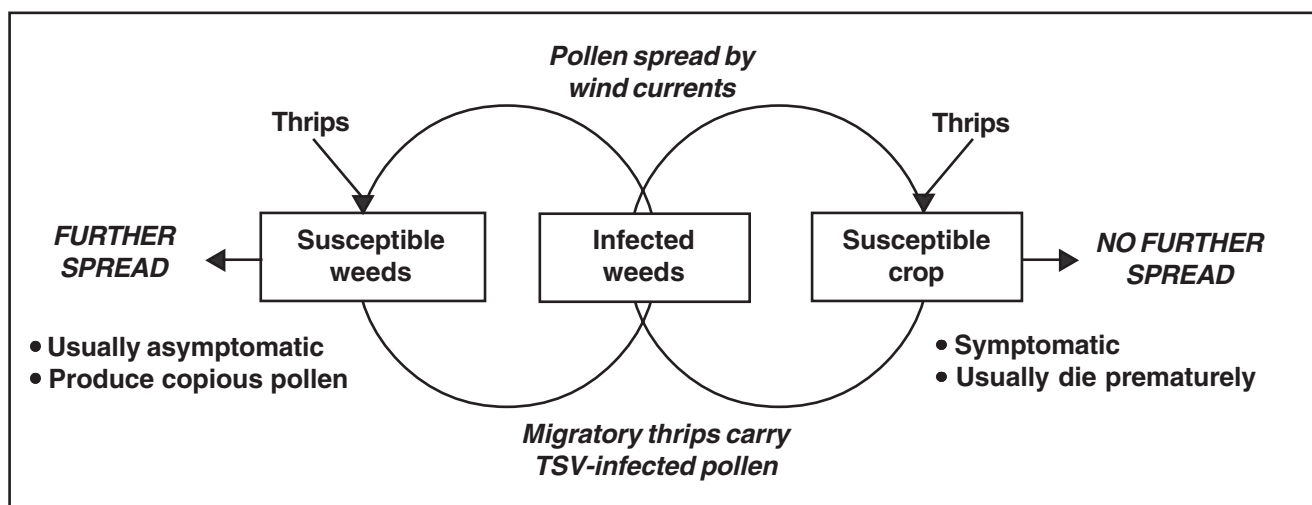 Pollen spread by
wind currents
Thrips
Thrips
FURTHER
SPREAD
Susceptible
weeds
Infected
weeds
Susceptible
crop
NO FURTHER
SPREAD
• Usually asymptomatic
• Produce copious pollen
• Symptomatic
• Usually die prematurely
Migratory thrips carry
TSV-infected pollen